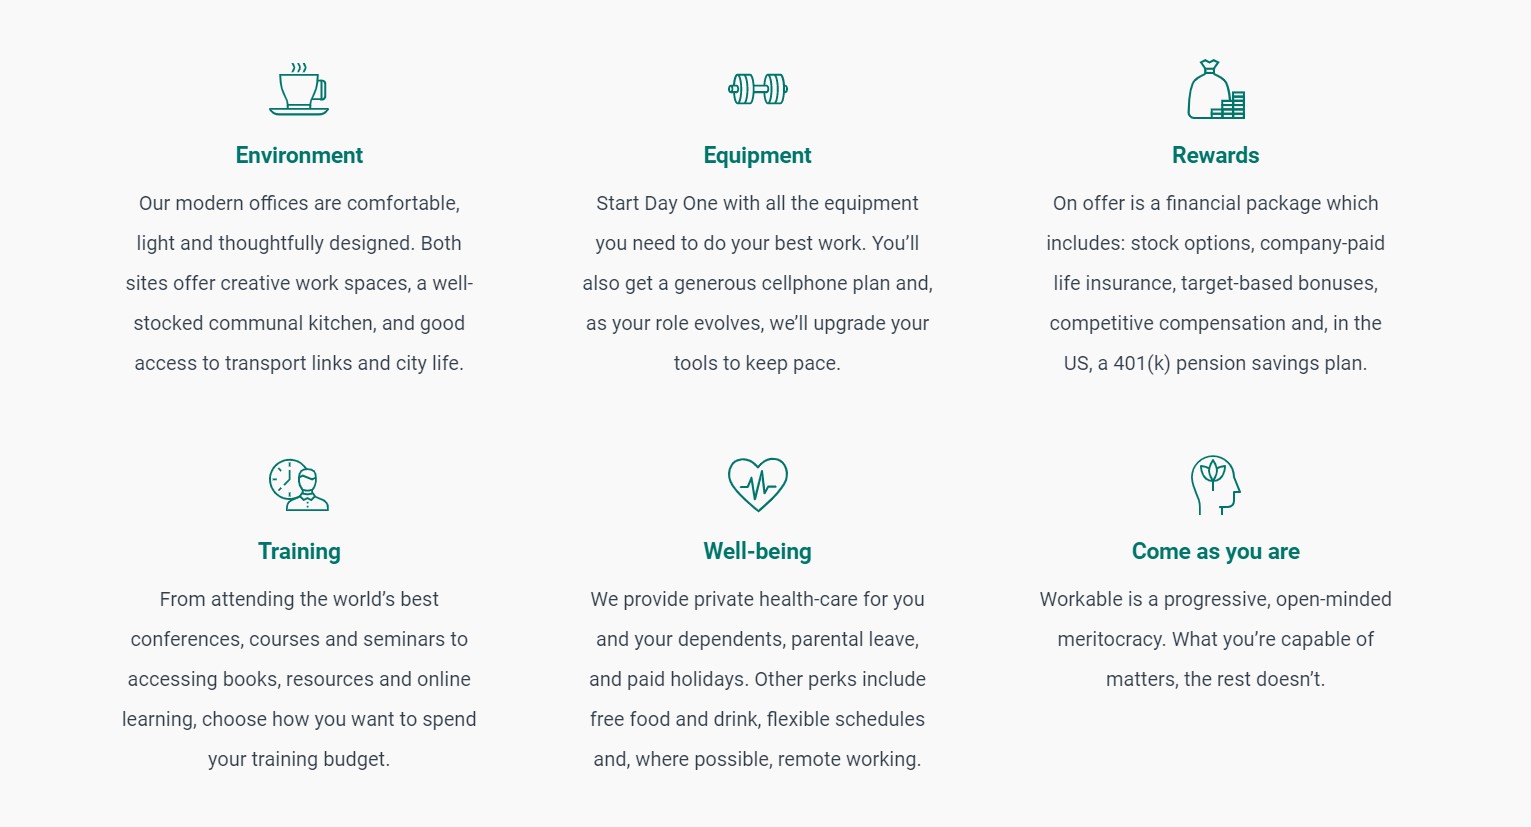 Environment
Our modern offices are comfortable,
light and thoughtfully designed. Both
sites offer creative work spaces, a well-
stocked communal kitchen, and good
access to transport links and city life.
Equipment
Start Day One with all the equipment
you need to do your best work. You’ll
also get a generous cellphone plan and,
as your role evolves, we’ll upgrade your
tools to keep pace.
Rewards
On offer is a financial package which
includes: stock options, company-paid
life insurance, target-based bonuses,
competitive compensation and, in the
US, a 401(k) pension savings plan.
Training
From attending the world’s best
conferences, courses and seminars to
accessing books, resources and online
learning, choose how you want to spend
your training budget.
Well-being
We provide private health-care for you
and your dependents, parental leave,
and paid holidays. Other perks include
free food and drink, flexible schedules
and, where possible, remote working.
Come as you are
Workable is a progressive, open-minded
meritocracy. What you’re capable of
matters, the rest doesn’t.